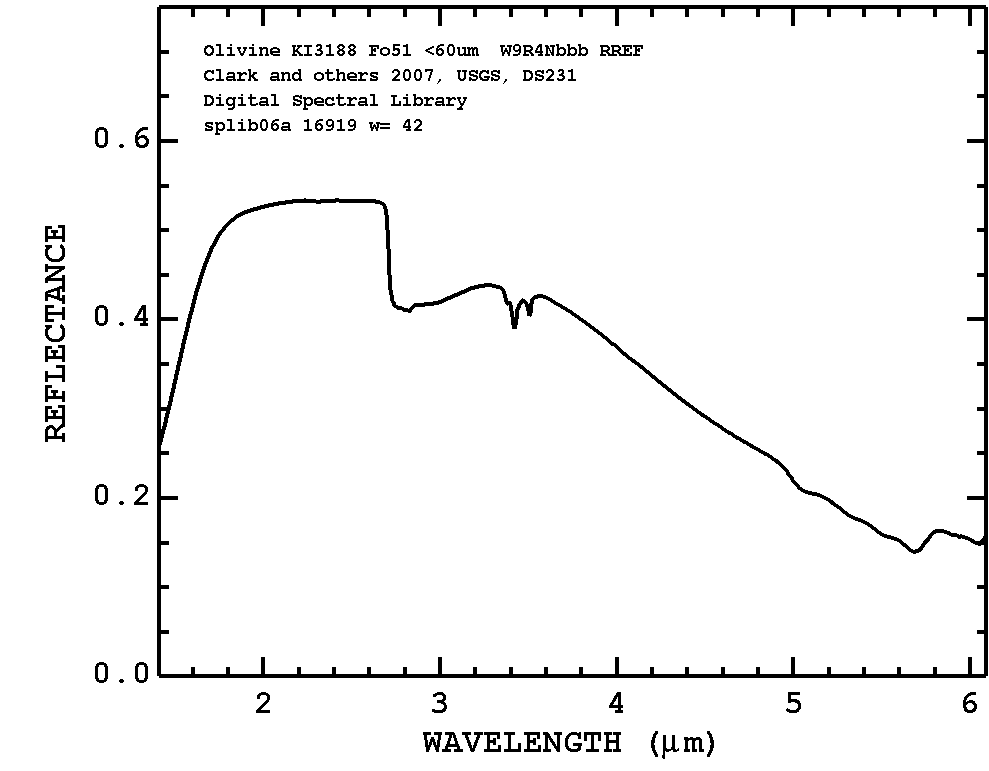 Olivine KI3188 Fo51 <60um W9R4Nbbb RREF
Clark and others 2007, USGS, DS231
Digital Spectral Library
splib06a 16919 w= 42
REFLECTANCE
0.6
0.4
0.2
0.0
2 3 4 5 6
WAVELENGTH (μm)